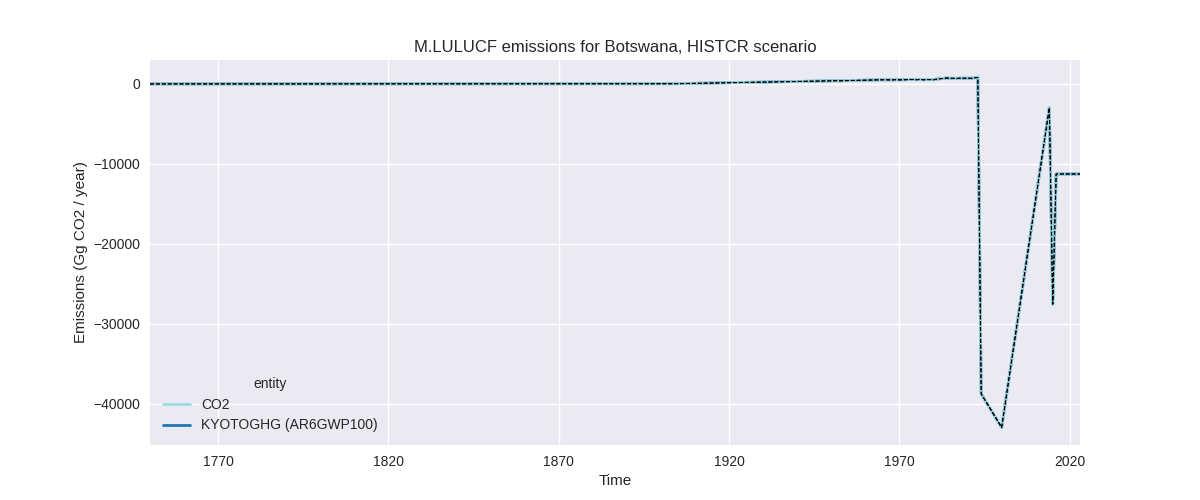 M.LULUCF emissions for Botswana, HISTCR scenario
Emissions (Gg CO2 / year)
0
−10000
−20000
−30000
−40000
entity
CO2
KYOTOGHG (AR6GWP100)
1770
1820
1870
1920
1970
2020
Time